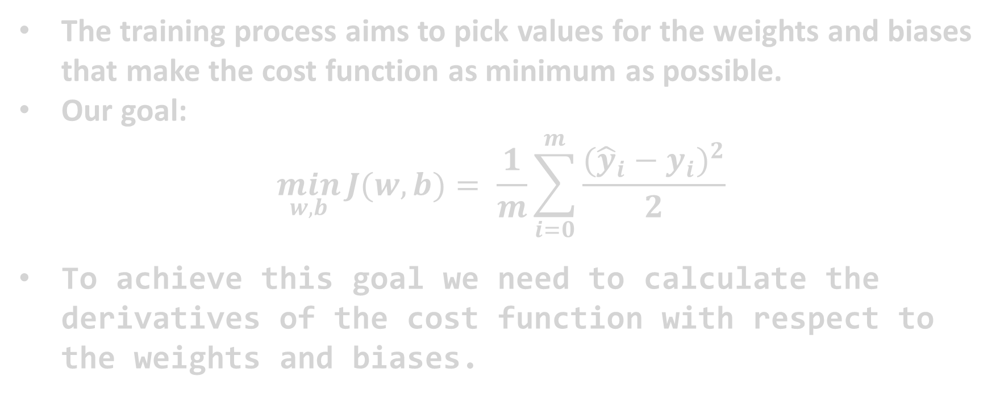 • The training process aims to pick values for the weights and biases
that make the cost function as minimum as possible.
• Our goal:
min_{w,b} J(w, b) = \frac{1}{m} \sum_{i=0}^{m} \frac{(\hat{y}_i - y_i)^2}{2}
• To achieve this goal we need to calculate the
derivatives of the cost function with respect to
the weights and biases.